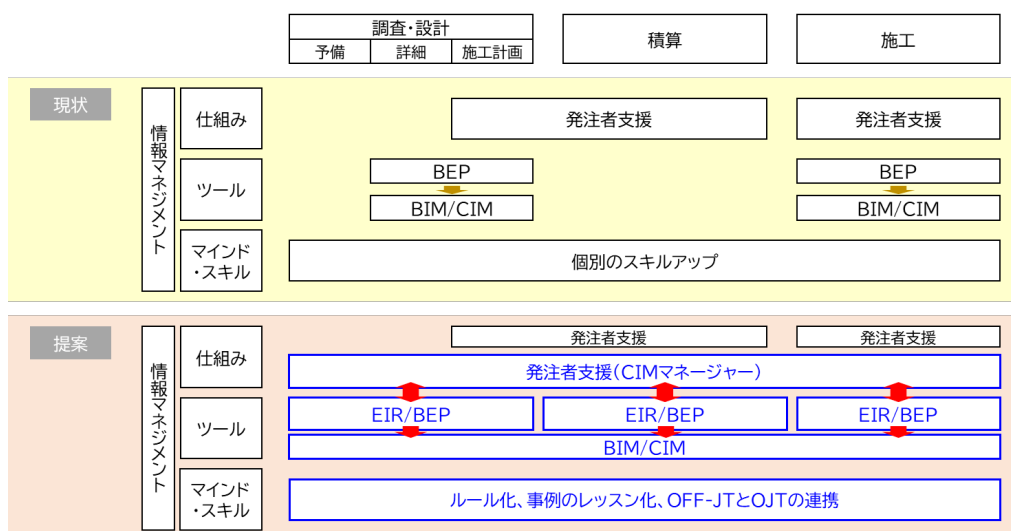 調査・設計
予備
詳細
施工計画
積算
施工
現状
情報マネジメント
仕組み
発注者支援
発注者支援
ツール
BEP
BIM/CIM
BEP
BIM/CIM
マインド
・スキル
個別のスキルアップ
提案
情報マネジメント
仕組み
発注者支援
発注者支援
発注者支援(CIMマネージャー)
ツール
EIR/BEP
EIR/BEP
EIR/BEP
BIM/CIM
マインド
・スキル
ルール化、事例のレッスン化、OFF-JTとOJTの連携